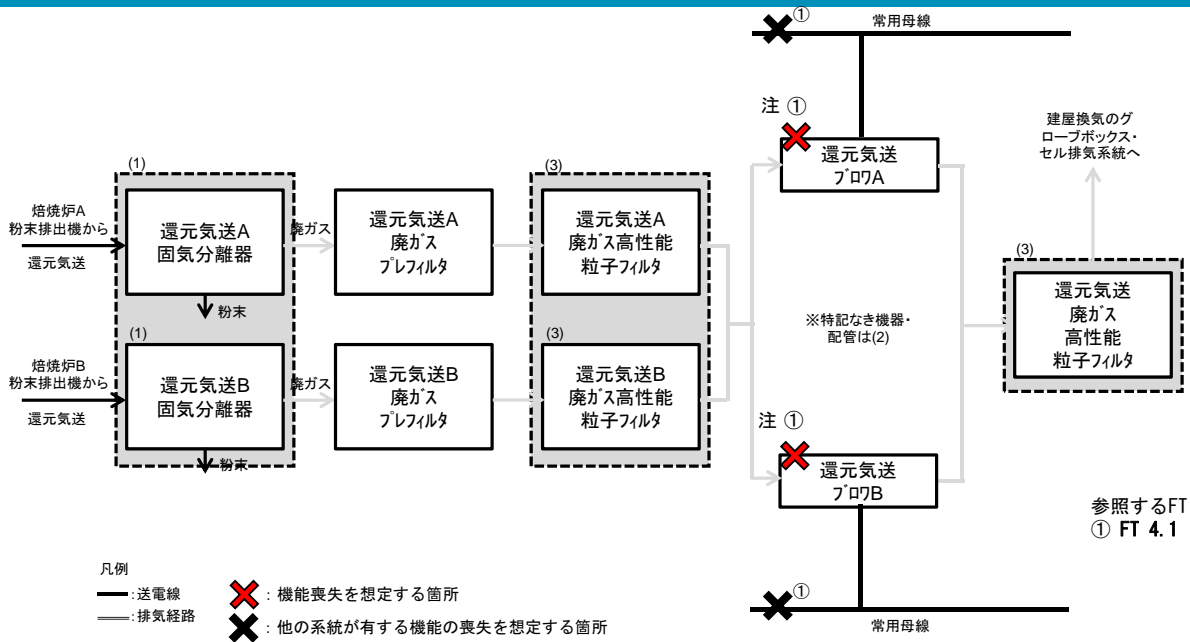 ①
常用母線
注 ①
還元気送
ブロワA
建屋換気のグ
ローブボックス・
セル排気系統へ
(1)
焙焼炉A
粉末排出機から
還元気送
還元気送A
固気分離器
粉末
廃ガス
還元気送A
廃ガス
プレフィルタ
(3)
還元気送A
廃ガス高性能
粒子フィルタ
(3)
還元気送
廃ガス
高性能
粒子フィルタ
※特記なき機器・
配管は(2)
(1)
焙焼炉B
粉末排出機から
還元気送
還元気送B
固気分離器
粉末
廃ガス
還元気送B
廃ガス
プレフィルタ
(3)
還元気送B
廃ガス高性能
粒子フィルタ
注 ①
還元気送
ブロワB
参照するFT
① FT 4.1
①
常用母線
凡例
:送電線
:排気経路
: 機能喪失を想定する箇所
: 他の系統が有する機能の喪失を想定する箇所